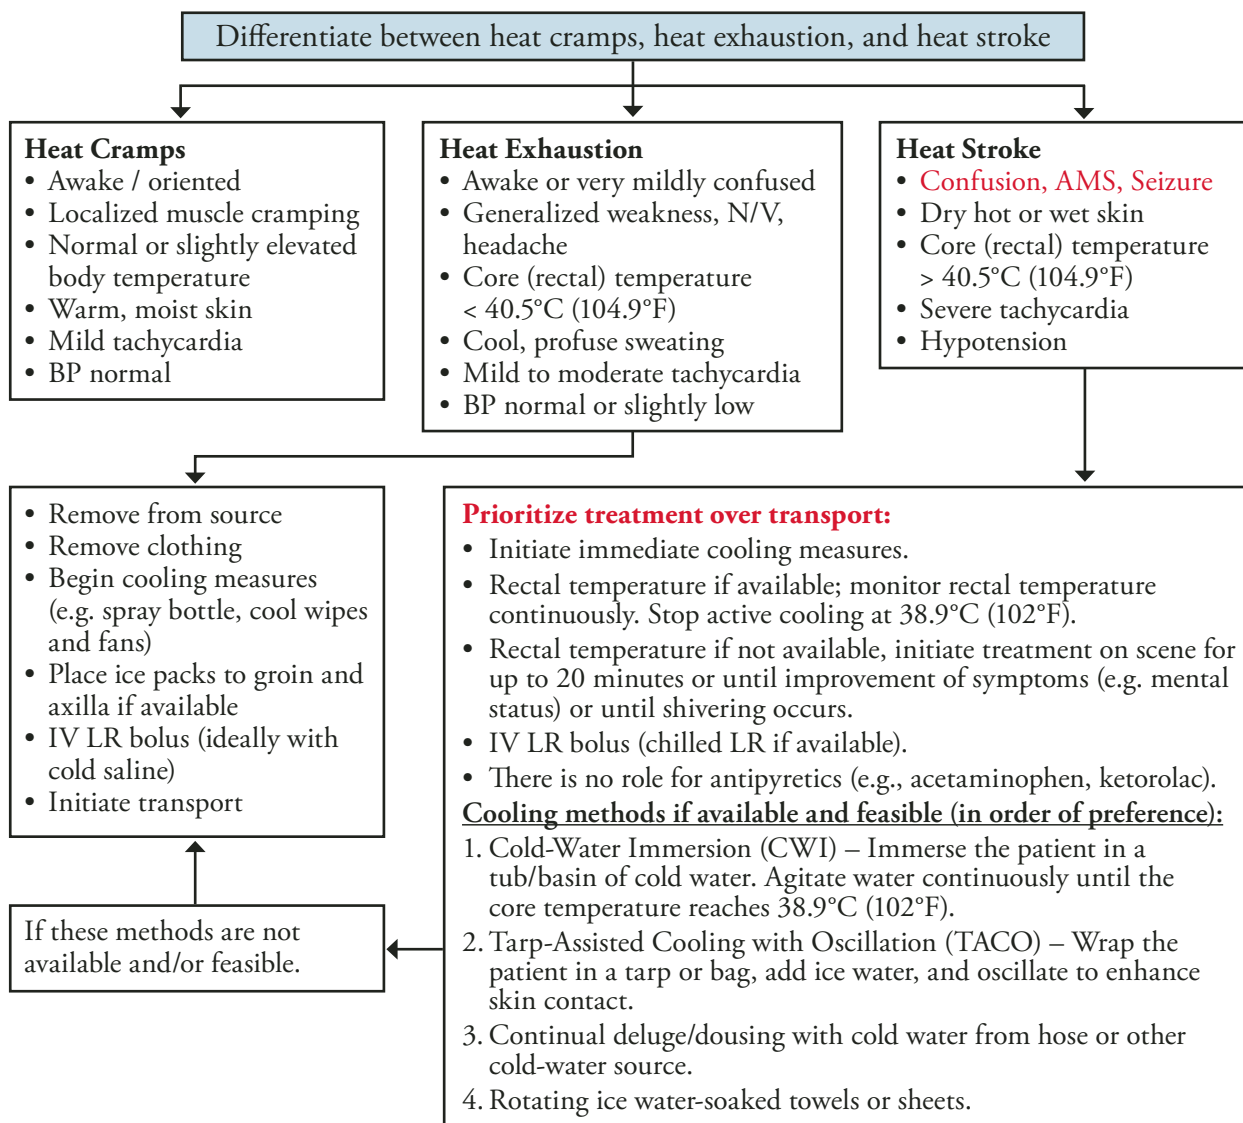 Differentiate between heat cramps, heat exhaustion, and heat stroke
Heat Cramps
• Awake / oriented
• Localized muscle cramping
• Normal or slightly elevated
body temperature
• Warm, moist skin
• Mild tachycardia
• BP normal
Heat Exhaustion
• Awake or very mildly confused
• Generalized weakness, N/V,
headache
• Core (rectal) temperature
< 40.5°C (104.9°F)
• Cool, profuse sweating
• Mild to moderate tachycardia
• BP normal or slightly low
Heat Stroke
• Confusion, AMS, Seizure
• Dry hot or wet skin
• Core (rectal) temperature
> 40.5°C (104.9°F)
• Severe tachycardia
• Hypotension
• Remove from source
• Remove clothing
• Begin cooling measures
(e.g. spray bottle, cool wipes
and fans)
• Place ice packs to groin and
axilla if available
• IV LR bolus (ideally with
cold saline)
• Initiate transport
Prioritize treatment over transport:
• Initiate immediate cooling measures.
• Rectal temperature if available; monitor rectal temperature
continuously. Stop active cooling at 38.9°C (102°F).
• Rectal temperature if not available, initiate treatment on scene for
up to 20 minutes or until improvement of symptoms (e.g. mental
status) or until shivering occurs.
• IV LR bolus (chilled LR if available).
• There is no role for antipyretics (e.g., acetaminophen, ketorolac).
Cooling methods if available and feasible (in order of preference):
1. Cold-Water Immersion (CWI) – Immerse the patient in a
tub/basin of cold water. Agitate water continuously until the
core temperature reaches 38.9°C (102°F).
2. Tarp-Assisted Cooling with Oscillation (TACO) – Wrap the
patient in a tarp or bag, add ice water, and oscillate to enhance
skin contact.
3. Continual deluge/dousing with cold water from hose or other
cold-water source.
4. Rotating ice water-soaked towels or sheets.
If these methods are not
available and/or feasible.